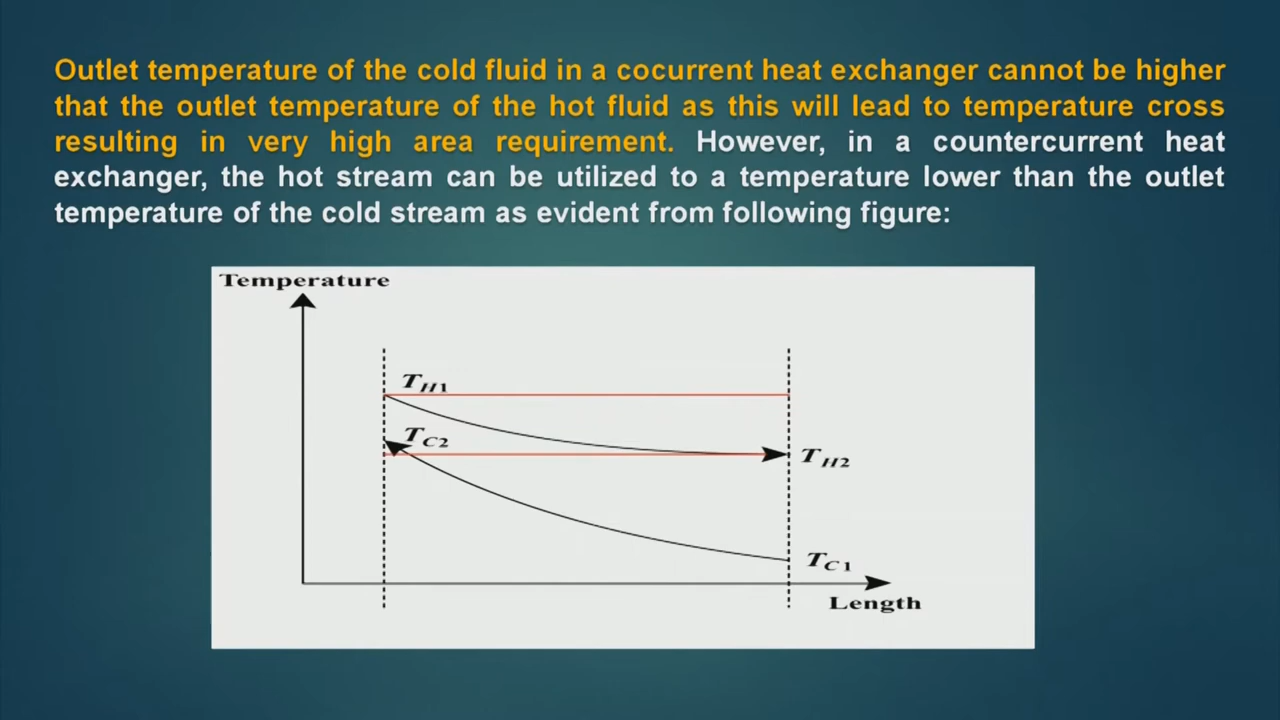 Outlet temperature of the cold fluid in a cocurrent heat exchanger cannot be higher
that the outlet temperature of the hot fluid as this will lead to temperature cross
resulting in very high area requirement. However, in a countercurrent heat
exchanger, the hot stream can be utilized to a temperature lower than the outlet
temperature of the cold stream as evident from following figure:
Temperature
TH1
TC2
TH2
TC1
Length